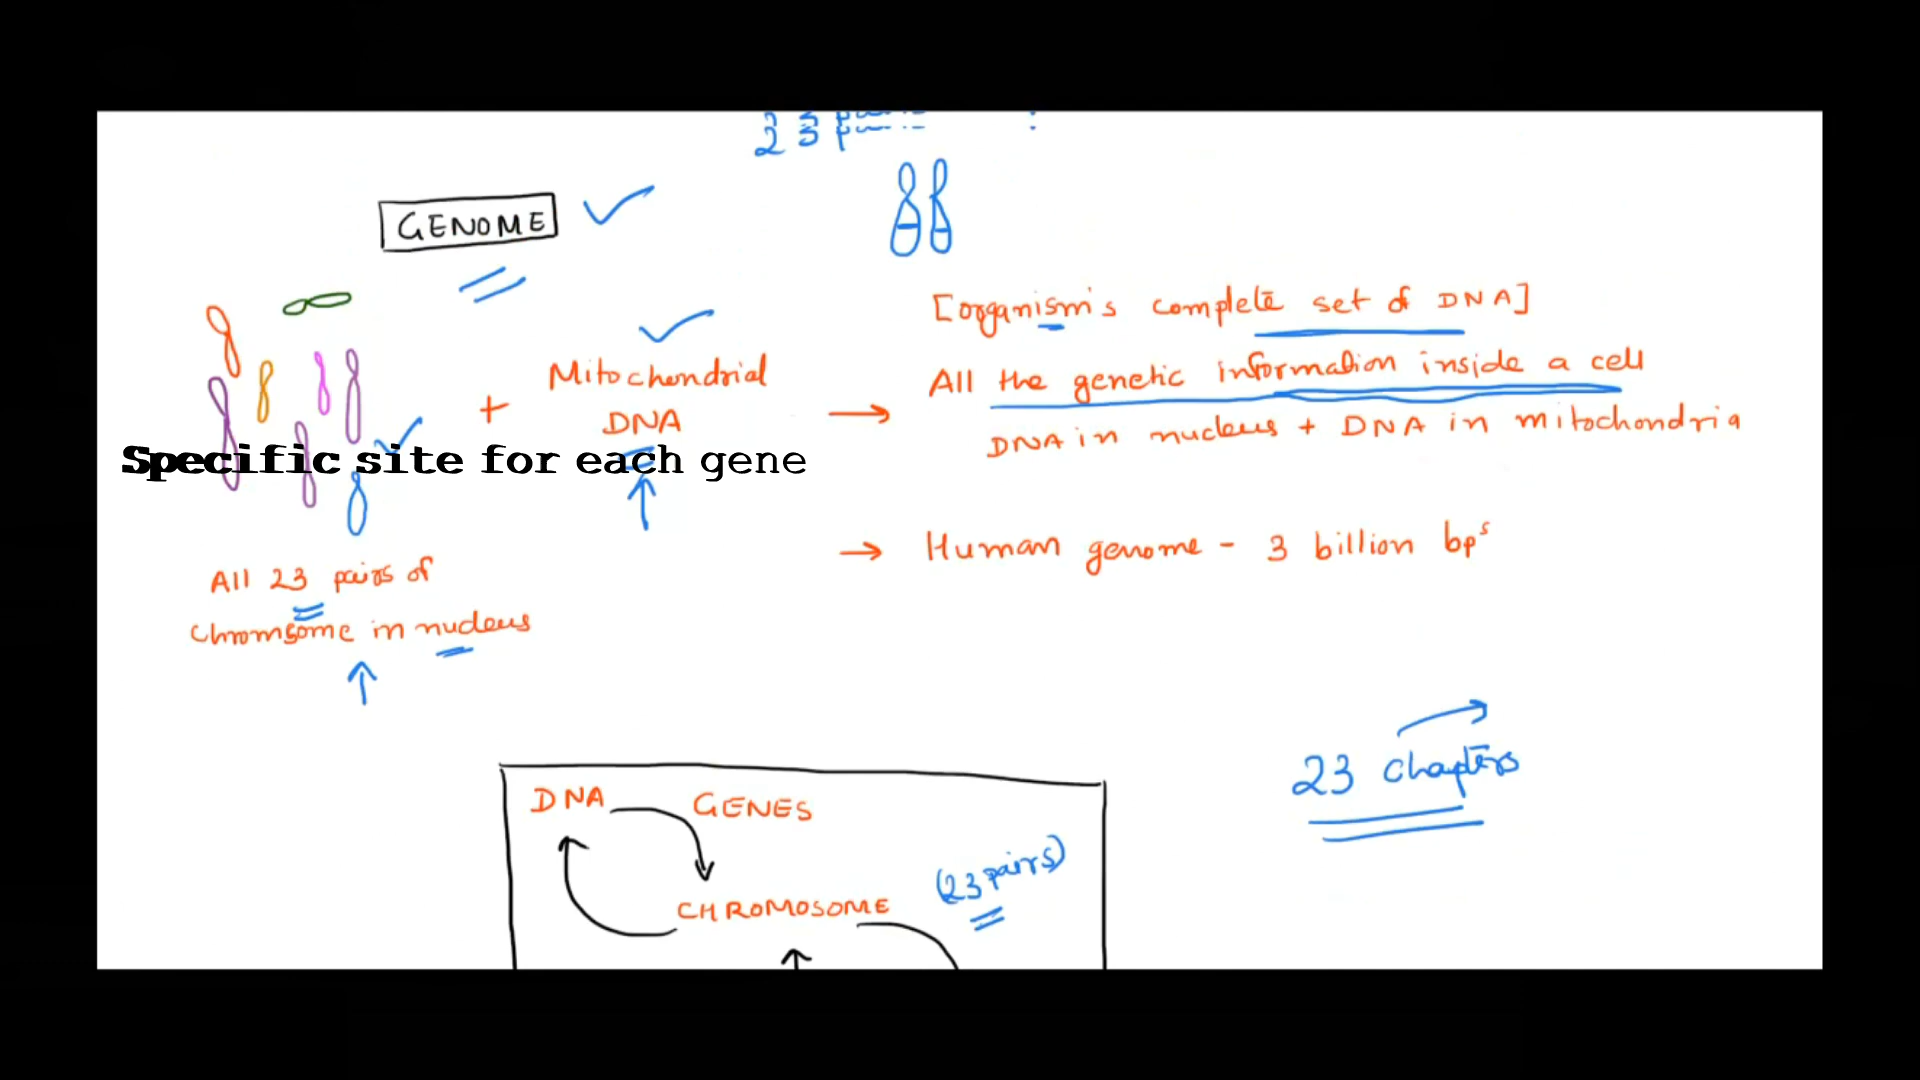 23
GENOME
[organism's complete set of DNA]
Mitochondrial
DNA
+
→ All the genetic information inside a cell
DNA in nucleus + DNA in mitochondria
Specific site for each gene
→ Human genome - 3 billion bps
All 23 pairs of
chromsome in nucleus
23 chapters
DNA GENES
(23 pairs)
CHROMOSOME